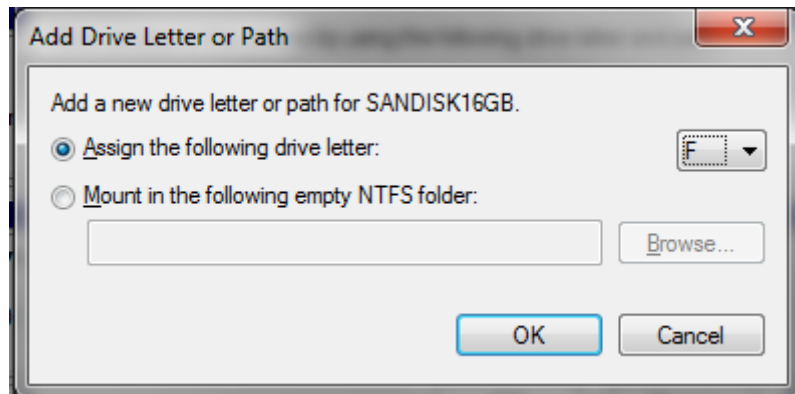 Add Drive Letter or Path
Add a new drive letter or path for SANDISK16GB.
Assign the following drive letter: F
Mount in the following empty NTFS folder:
Browse...
OK Cancel